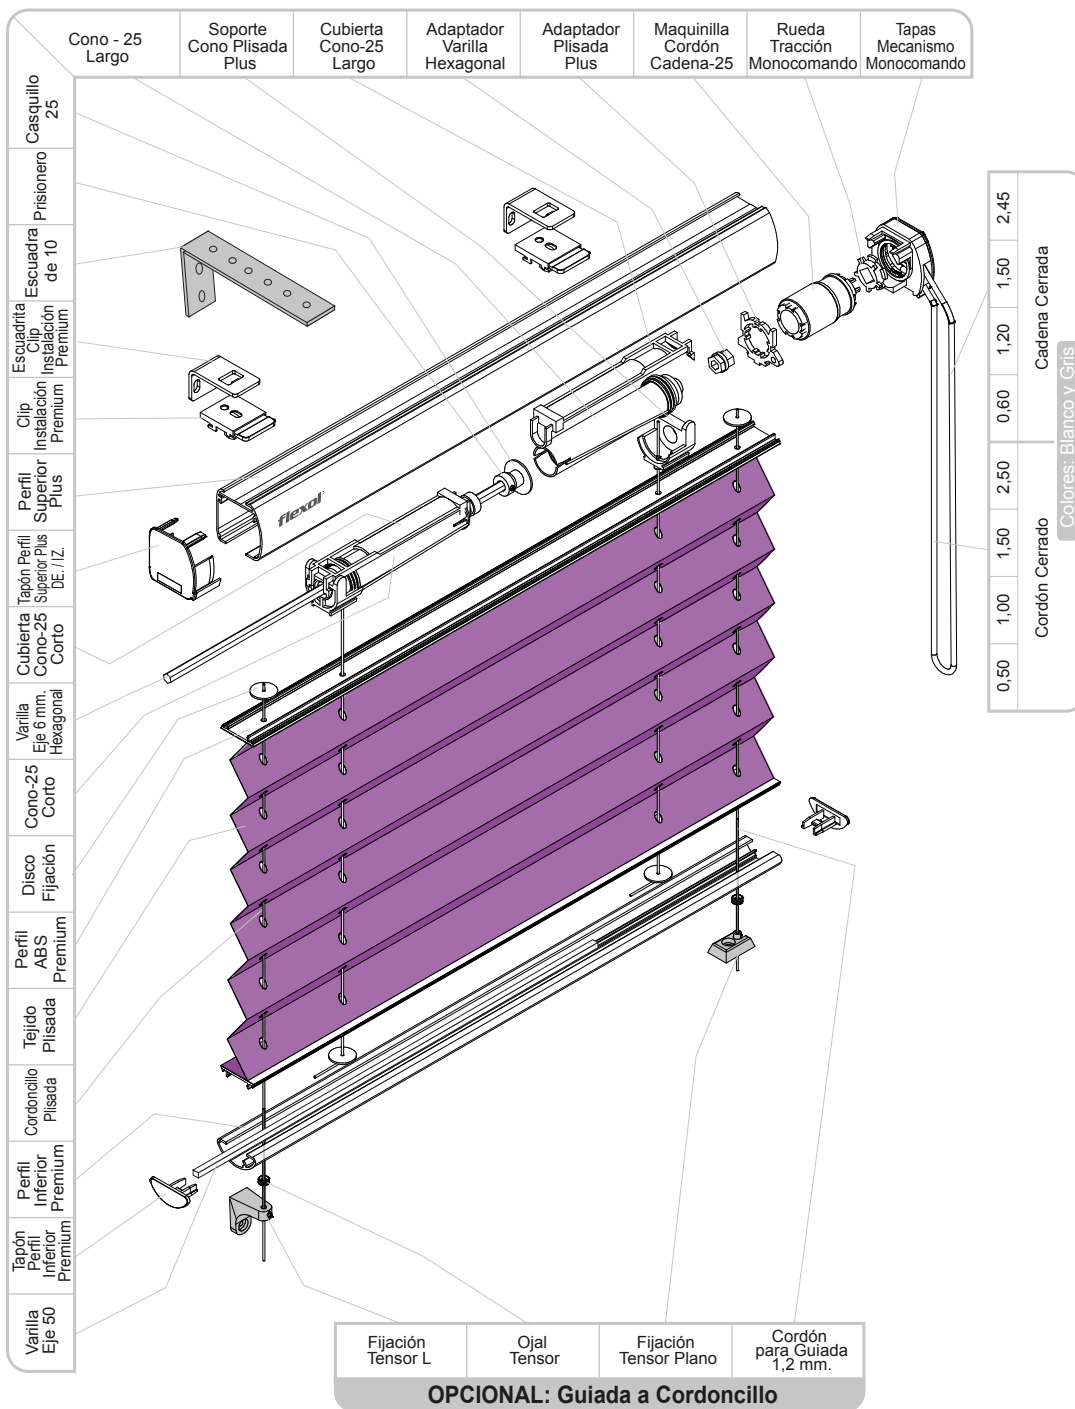 Cono - 25
Largo
Soporte
Cono Plisada
Plus
Cubierta
Cono-25
Largo
Adaptador
Varilla
Hexagonal
Adaptador
Plisada
Plus
Maquinilla
Cordón
Cadena-25
Rueda
Tracción
Monocomando
Tapas
Mecanismo
Monocomando
Casquillo
25
Prisionero
Escuadra
de 10
Escuadrita
Clip
Instalación
Premium
Clip
Instalación
Premium
Perfil
Superior
Plus
Tapón Perfil
Superior Plus
DE. / IZ.
Cubierta
Cono-25
Corto
Varilla
Eje 6 mm.
Hexagonal
Cono-25
Corto
Disco
Fijación
Perfil
ABS
Premium
Tejido
Plisada
Cordoncillo
Plisada
Perfil
Inferior
Premium
Tapón
Perfil
Inferior
Premium
Varilla
Eje 50
flexol®
2,45
1,50
1,20
0,60
Cadena Cerrada
2,50
1,50
1,00
0,50
Cordón Cerrado
Colores: Blanco y Gris
Fijación
Tensor L
Ojal
Tensor
Fijación
Tensor Plano
Cordón
para Guiada
1,2 mm.
OPCIONAL: Guiada a Cordoncillo